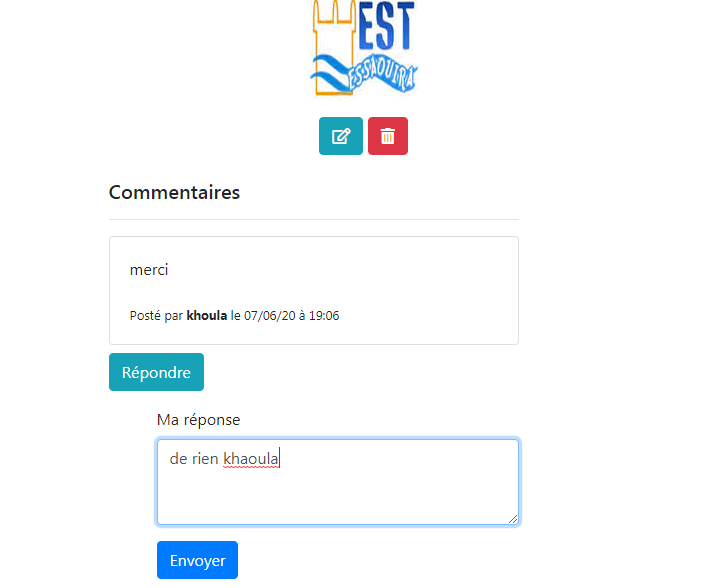 EST
ESSAOUIRA
Commentaires
merci
Posté par khoula le 07/06/20 à 19:06
Répondre
Ma réponse
de rien khaoula
Envoyer